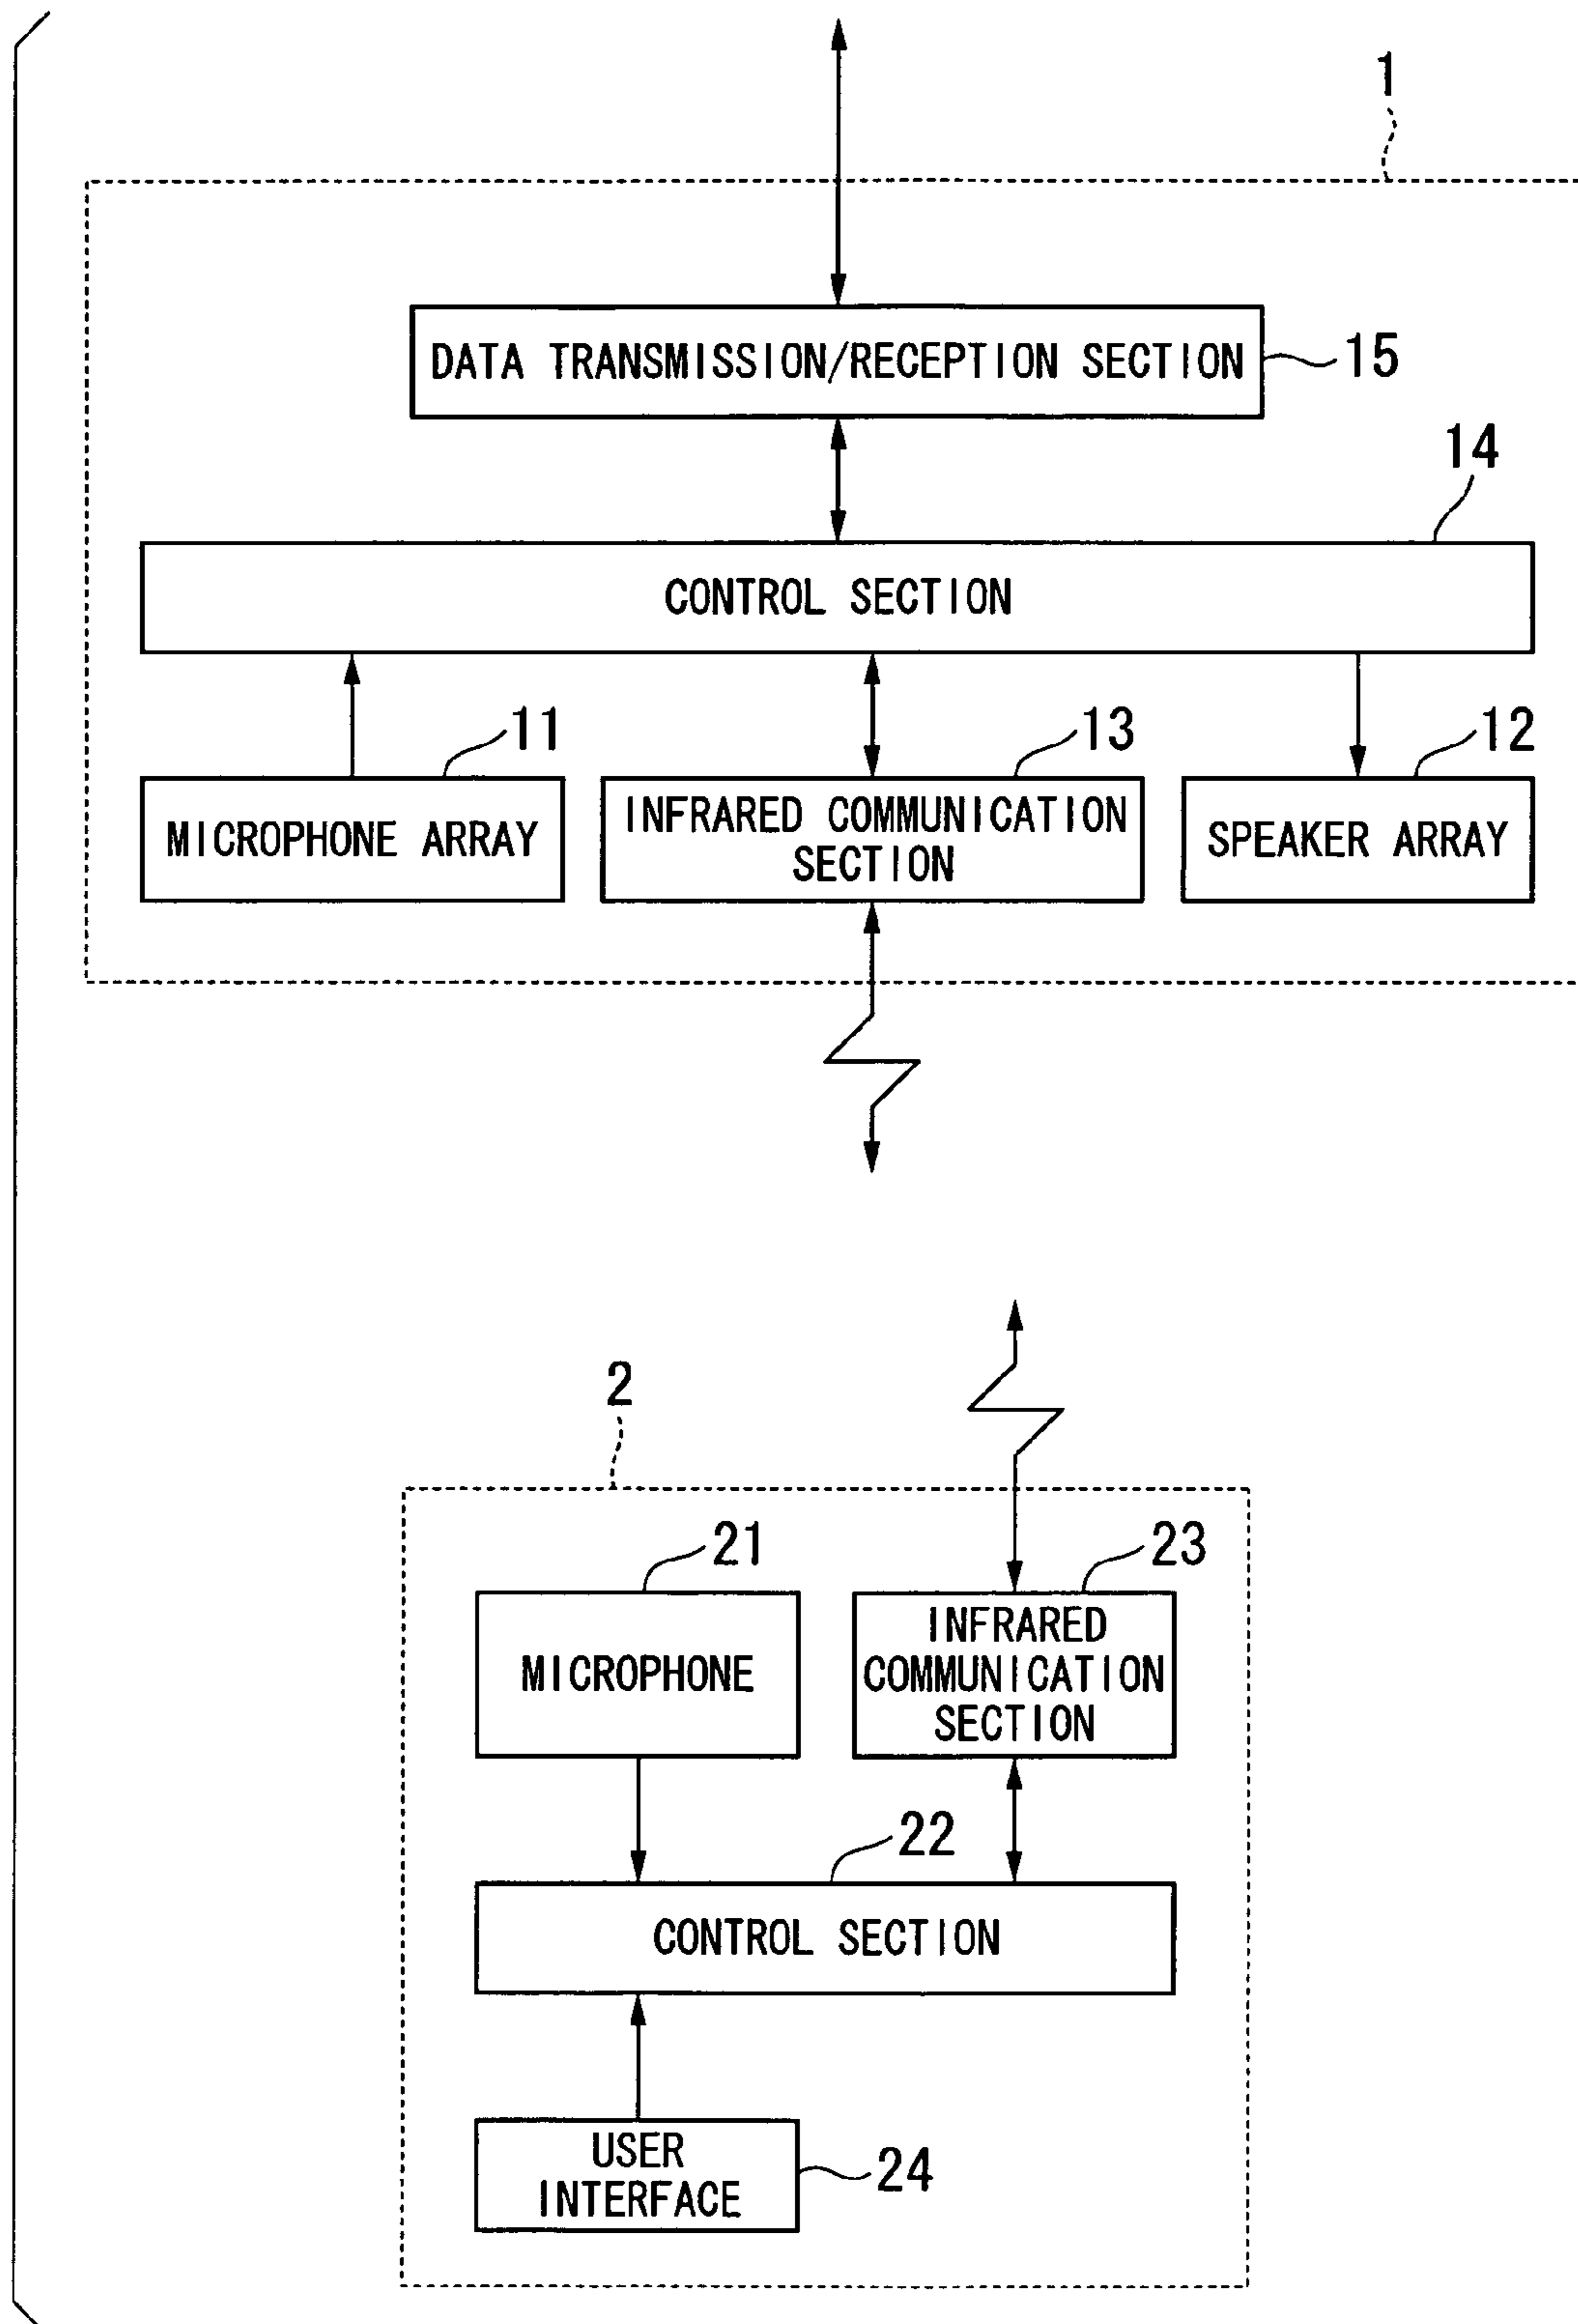 1
DATA TRANSMISSION/RECEPTION SECTION
15
14
CONTROL SECTION
11
13
12
MICROPHONE ARRAY
INFRARED COMMUNICATION
SECTION
SPEAKER ARRAY
2
21
23
MICROPHONE
INFRARED
COMMUNICATION
SECTION
22
CONTROL SECTION
USER
INTERFACE
24